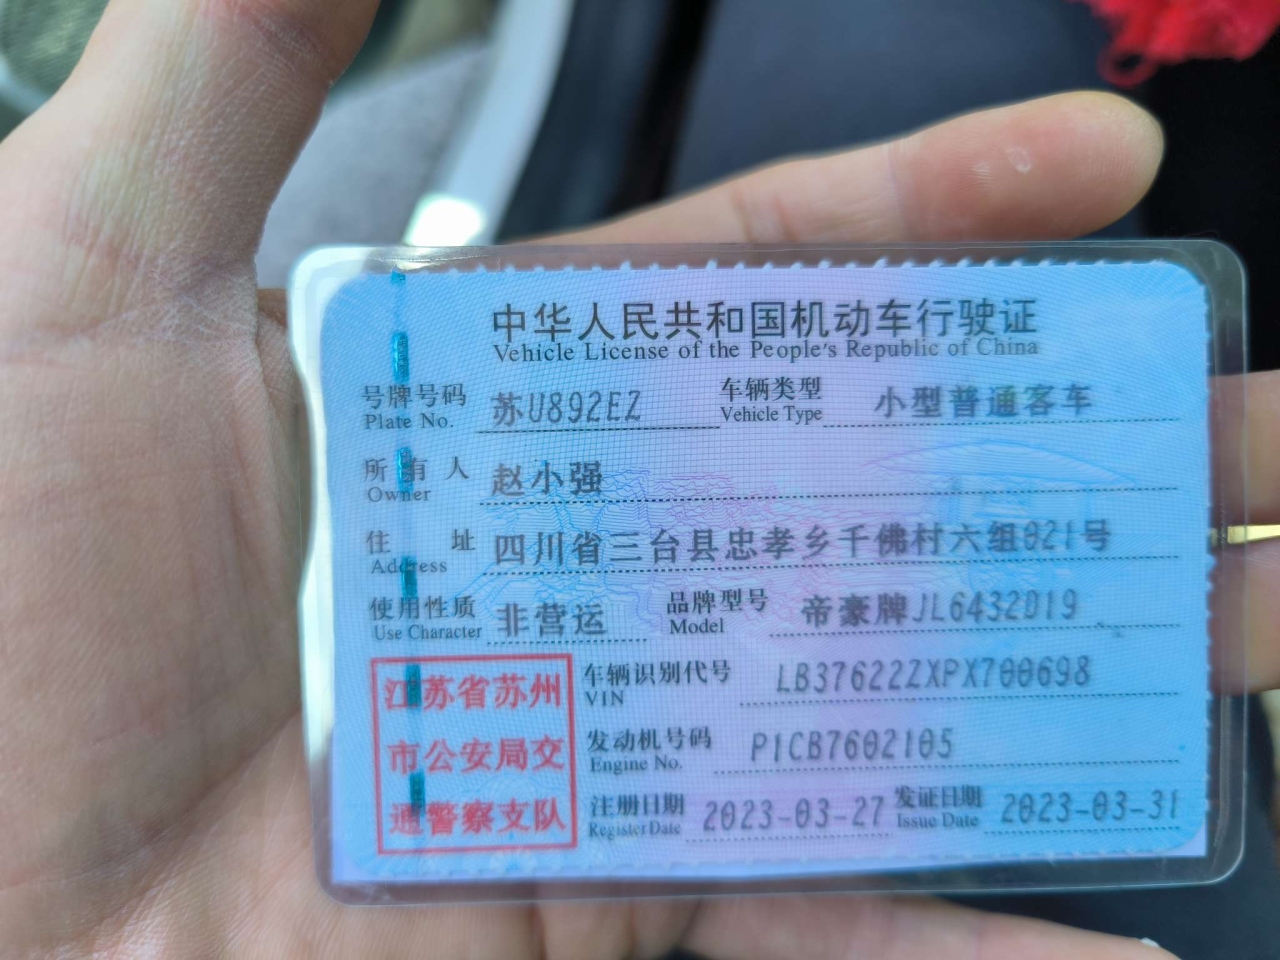 中华人民共和国机动车行驶证
Vehicle License of the People's Republic of China
号牌号码 苏U892EZ 车辆类型 小型普通客车
Plate No. Vehicle Type
所有人 赵小强
Owner
住址 四川省三台县忠孝乡千佛村六组021号
Address
使用性质 非营运 品牌型号 帝豪牌JL6432D19
Use Character Model
江苏省苏州
市公安局交
通警察支队
车辆识别代号 LB37622ZXPX700698
VIN
发动机号码 P1CB7602105
Engine No.
注册日期 2023-03-27 发证日期 2023-03-31
Register Date Issue Date